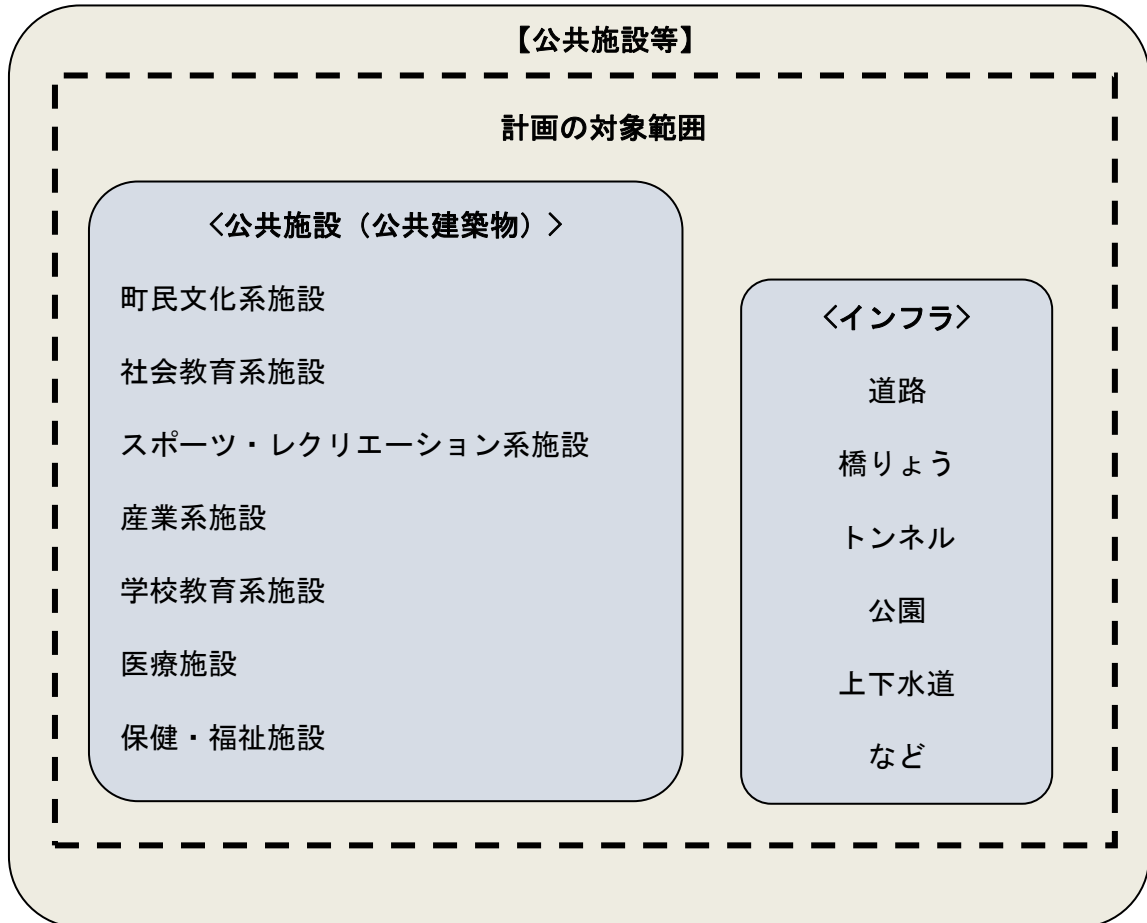 【公共施設等】
計画の対象範囲
<公共施設（公共建築物）>
町民文化系施設
社会教育系施設
スポーツ・レクリエーション系施設
産業系施設
学校教育系施設
医療施設
保健・福祉施設
<インフラ>
道路
橋りょう
トンネル
公園
上下水道
など